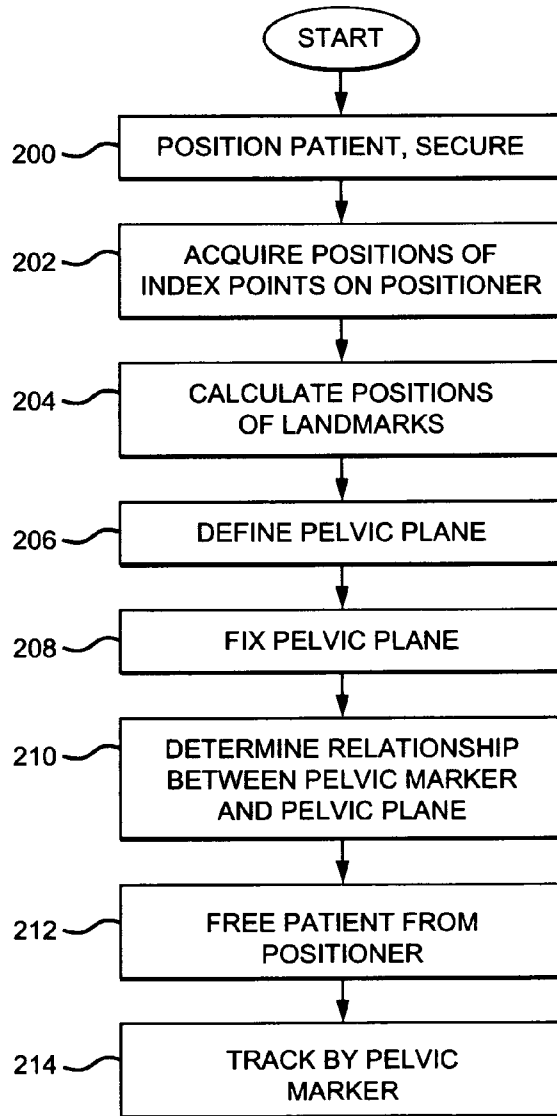 START
200
POSITION PATIENT, SECURE
202
ACQUIRE POSITIONS OF
INDEX POINTS ON POSITIONER
204
CALCULATE POSITIONS
OF LANDMARKS
206
DEFINE PELVIC PLANE
208
FIX PELVIC PLANE
210
DETERMINE RELATIONSHIP
BETWEEN PELVIC MARKER
AND PELVIC PLANE
212
FREE PATIENT FROM
POSITIONER
214
TRACK BY PELVIC
MARKER